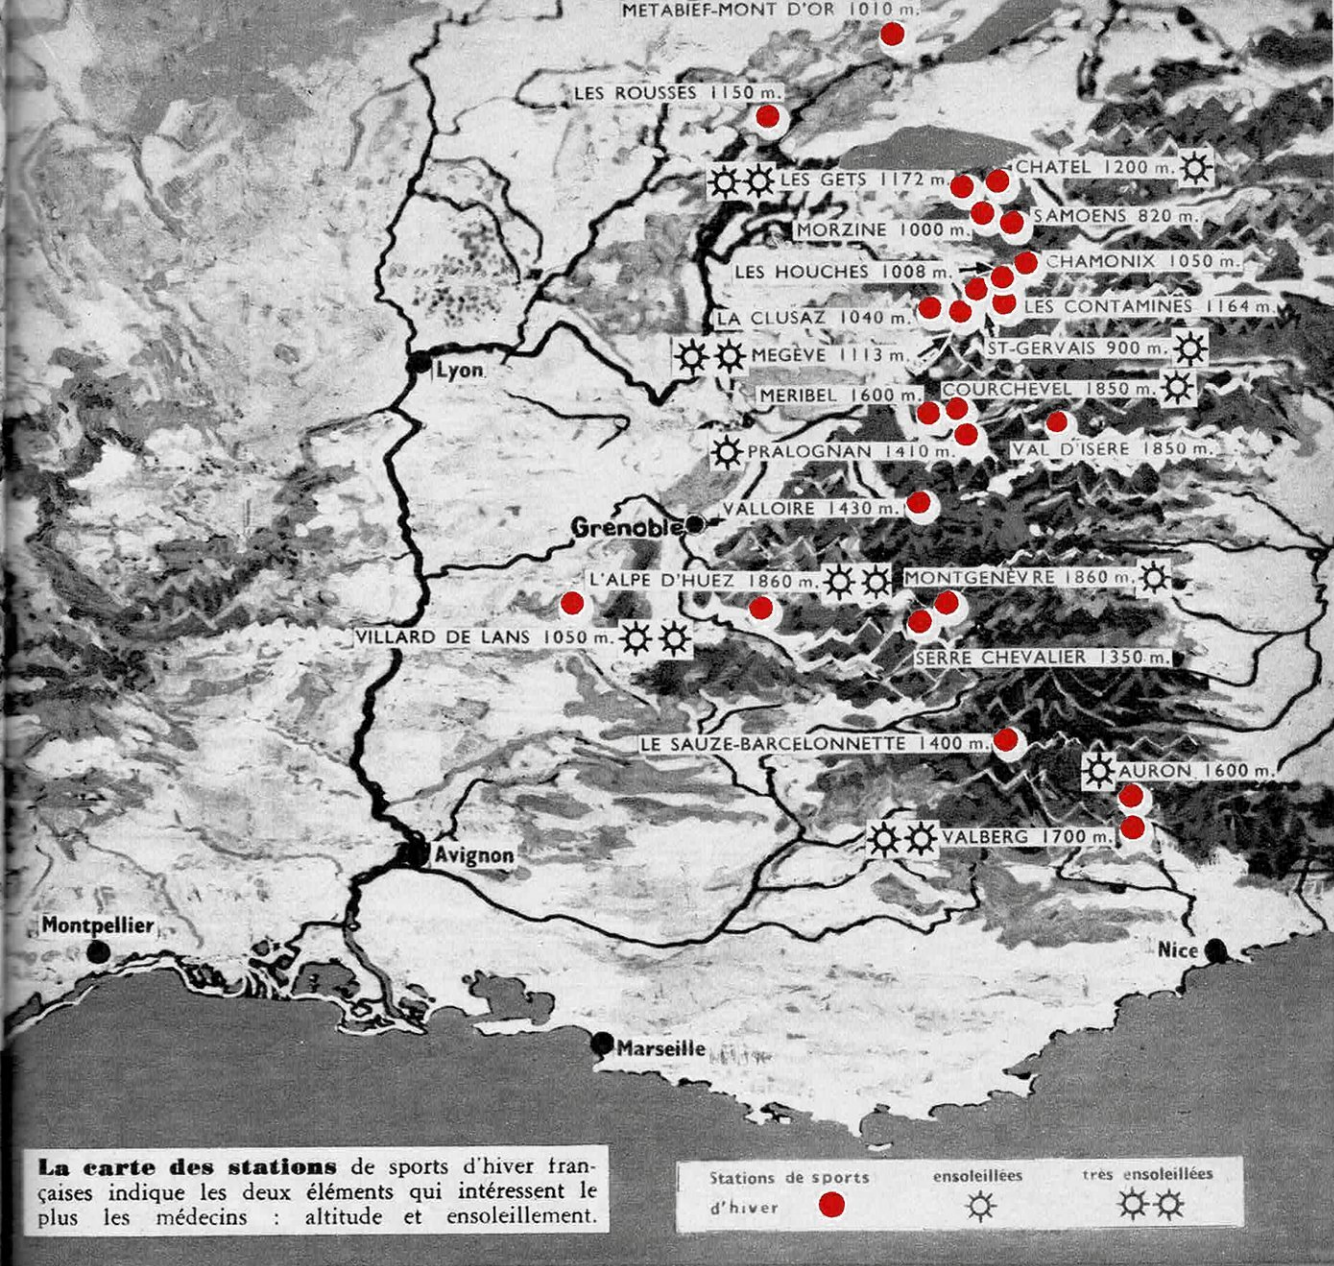 METABIEF-MONT D'OR 1010 m.
LES ROUSSES 1150 m.
CHATEL 1200 m.
LES GETS 1172 m.
SAMOENS 820 m.
MORZINE 1000 m.
CHAMONIX 1050 m.
LES HOUCHES 1008 m.
LES CONTAMINES 1164 m.
LA CLUSAZ 1040 m.
ST-GERVAIS 900 m.
MEGÈVE 1113 m.
Lyon
COURCHEVEL 1850 m.
MERIBEL 1600 m.
PRALOGNAN 1410 m.
VAL D'ISERE 1850 m.
VALLOIRE 1430 m.
Grenoble
L'ALPE D'HUEZ 1860 m.
MONTGENÈVRE 1860 m.
VILLARD DE LANS 1050 m.
SERRE CHEVALIER 1350 m.
LE SAUZE-BARCELONNETTE 1400 m.
AURON 1600 m.
VALBERG 1700 m.
Avignon
Montpellier
Nice
Marseille
La carte des stations de sports d'hiver fran-
çaises indique les deux éléments qui intéressent le
plus les médecins : altitude et ensoleillement.
Stations de sports
d'hiver
ensoleillées
très ensoleillées